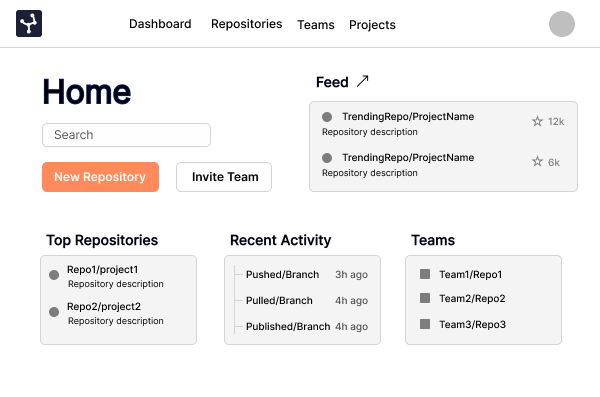 Dashboard Repositories Teams Projects
Home
Search
New Repository Invite Team
Feed
TrendingRepo/ProjectName 12k
Repository description
TrendingRepo/ProjectName 6k
Repository description
Top Repositories
Repo1/project1
Repository description
Repo2/project2
Repository description
Recent Activity
Pushed/Branch 3h ago
Pulled/Branch 4h ago
Published/Branch 4h ago
Teams
Team1/Repo1
Team2/Repo2
Team3/Repo3